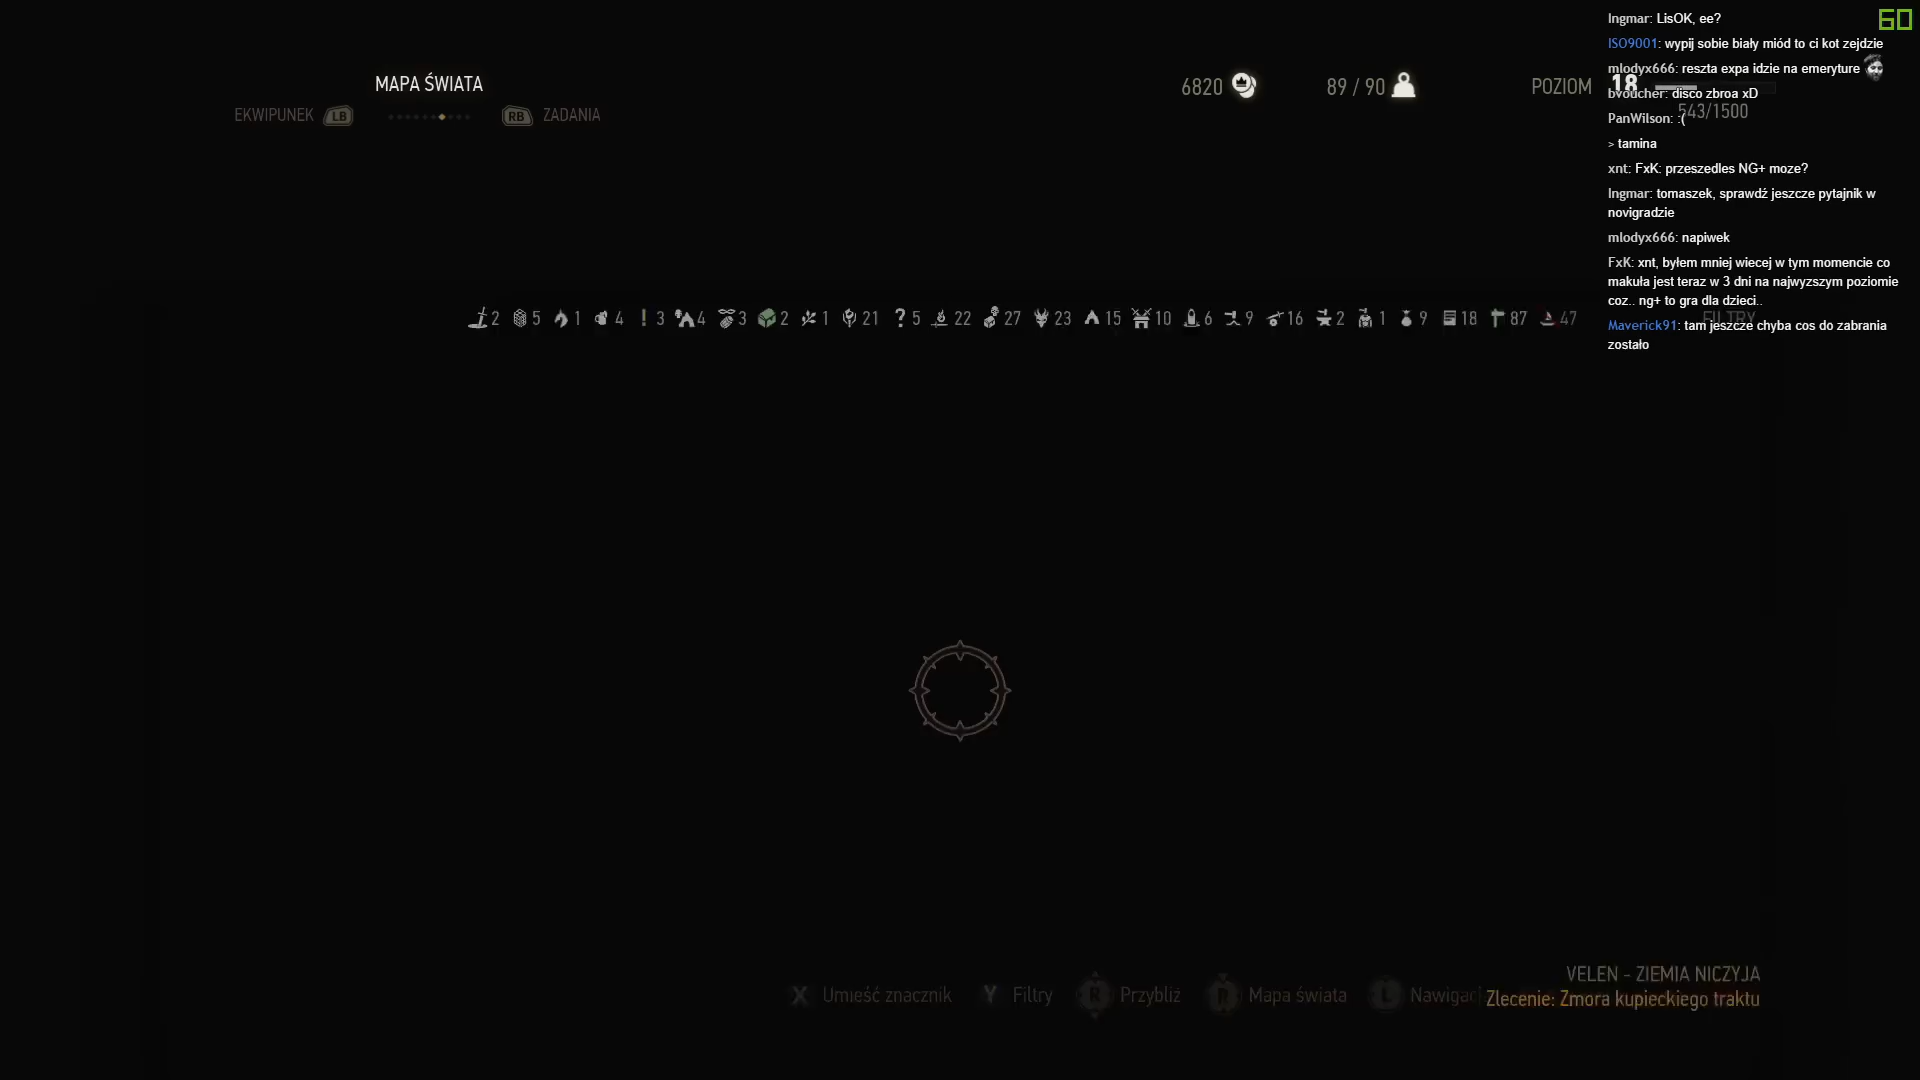 MAPA ŚWIATA
EKWIPUNEK LB
RB ZADANIA
6820
89 / 90
POZIOM 18
543/1500
60
Ingmar: LisOK, ee?
ISO9001: wypij sobie biały miód to ci kot zejdzie
mlodyx666: reszta expa idzie na emeryture
bvoucher: disco zbroa xD
PanWilson: :(
> tamina
xnt: FxK: przeszedles NG+ moze?
Ingmar: tomaszek, sprawdź jeszcze pytajnik w
novigradzie
mlodyx666: napiwek
FxK: xnt, byłem mniej wiecej w tym momencie co
makuła jest teraz w 3 dni na najwyzszym poziomie
coz.. ng+ to gra dla dzieci..
Maverick91: tam jeszcze chyba cos do zabrania
zostało
2 5 1 4 3 4 3 2 1 21 5 22 27 23 15 10 6 9 16 2 1 9 18 87 47
FILTRY
X Umieść znacznik Y Filtry R Przybliż R Mapa świata L Nawigacj
VELEN - ZIEMIA NICZYJA
Zlecenie: Zmora kupieckiego traktu